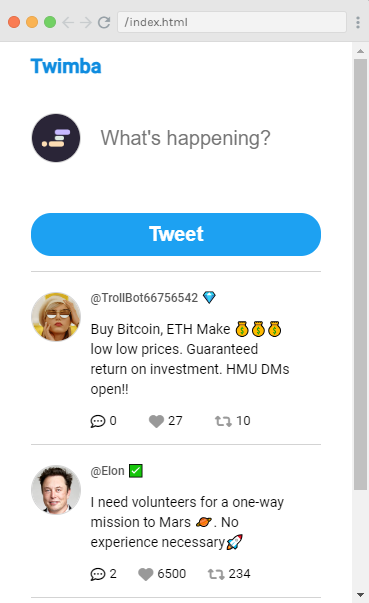 /index.html
Twimba
What's happening?
Tweet
@TrollBot66756542 💎
Buy Bitcoin, ETH Make 💰💰💰
low low prices. Guaranteed
return on investment. HMU DMs
open!!
0 27 10
@Elon ✅
I need volunteers for a one-way
mission to Mars 🪐. No
experience necessary🚀
2 6500 234